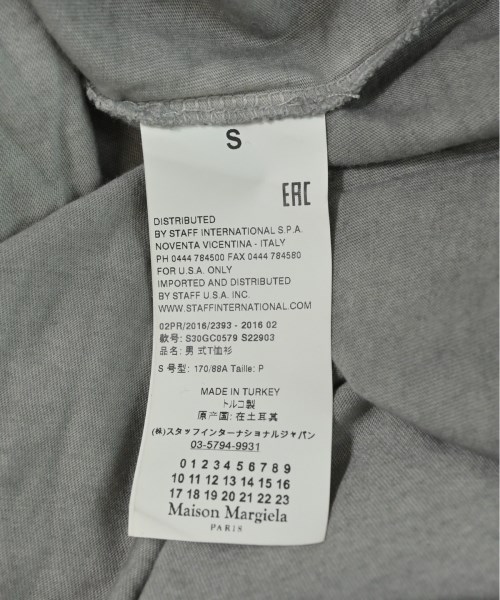 S
EAC
DISTRIBUTED
BY STAFF INTERNATIONAL S.P.A.
NOVENTA VICENTINA - ITALY
PH 0444 784500 FAX 0444 784580
FOR U.S.A. ONLY
IMPORTED AND DISTRIBUTED
BY STAFF U.S.A. INC.
WWW.STAFFINTERNATIONAL.COM
02PR/2016/2393 - 2016 02
款号: S30GC0579 S22903
品名: 男 式T恤衫
S 号型: 170/88A Taille: P
MADE IN TURKEY
トルコ製
原产国: 在土耳其
(株)スタッフインターナショナルジャパン
03-5794-9931
0 1 2 3 4 5 6 7 8 9
10 11 12 13 14 15 16
17 18 19 20 21 22 23
Maison Margiela
PARIS